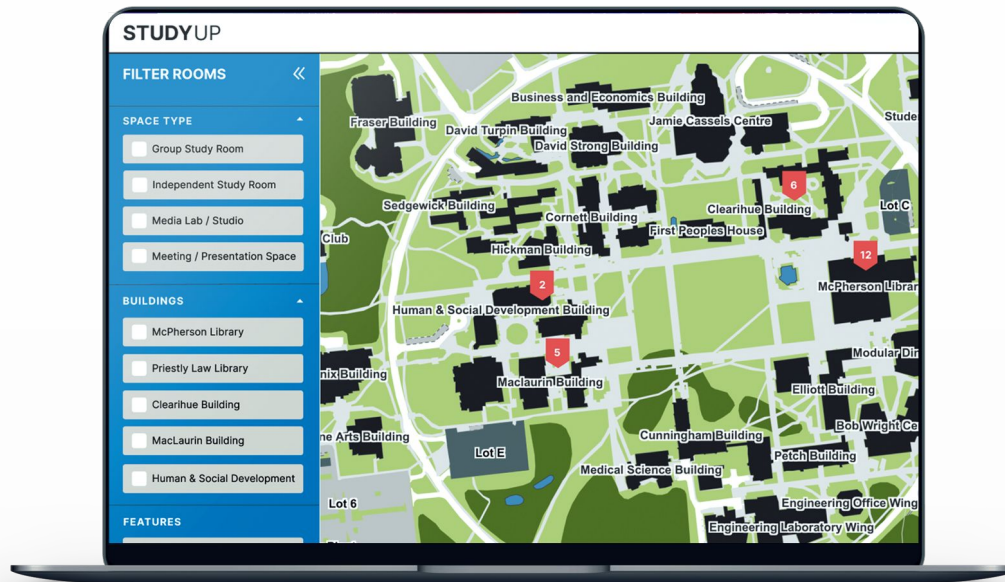 STUDYUP
FILTER ROOMS
SPACE TYPE
Group Study Room
Independent Study Room
Media Lab / Studio
Meeting / Presentation Space
BUILDINGS
McPherson Library
Priestly Law Library
Clearihue Building
MacLaurin Building
Human & Social Development
FEATURES
Business and Economics Building
Fraser Building
David Turpin Building
Jamie Cassels Centre
Stude
David Strong Building
6
Sedgewick Building
Cornett Building
Clearihue Building
Lot C
Club
First Peoples House
Hickman Building
12
2
McPherson Librar
Human & Social Development Building
5
Modular Din
nix Building
Maclaurin Building
Elliott Building
ne Arts Building
Cunningham Building
Bob Wright Ce
Lot E
Petch Building
Medical Science Building
Lot 6
Engineering Office Wing
Engineering Laboratory Wing